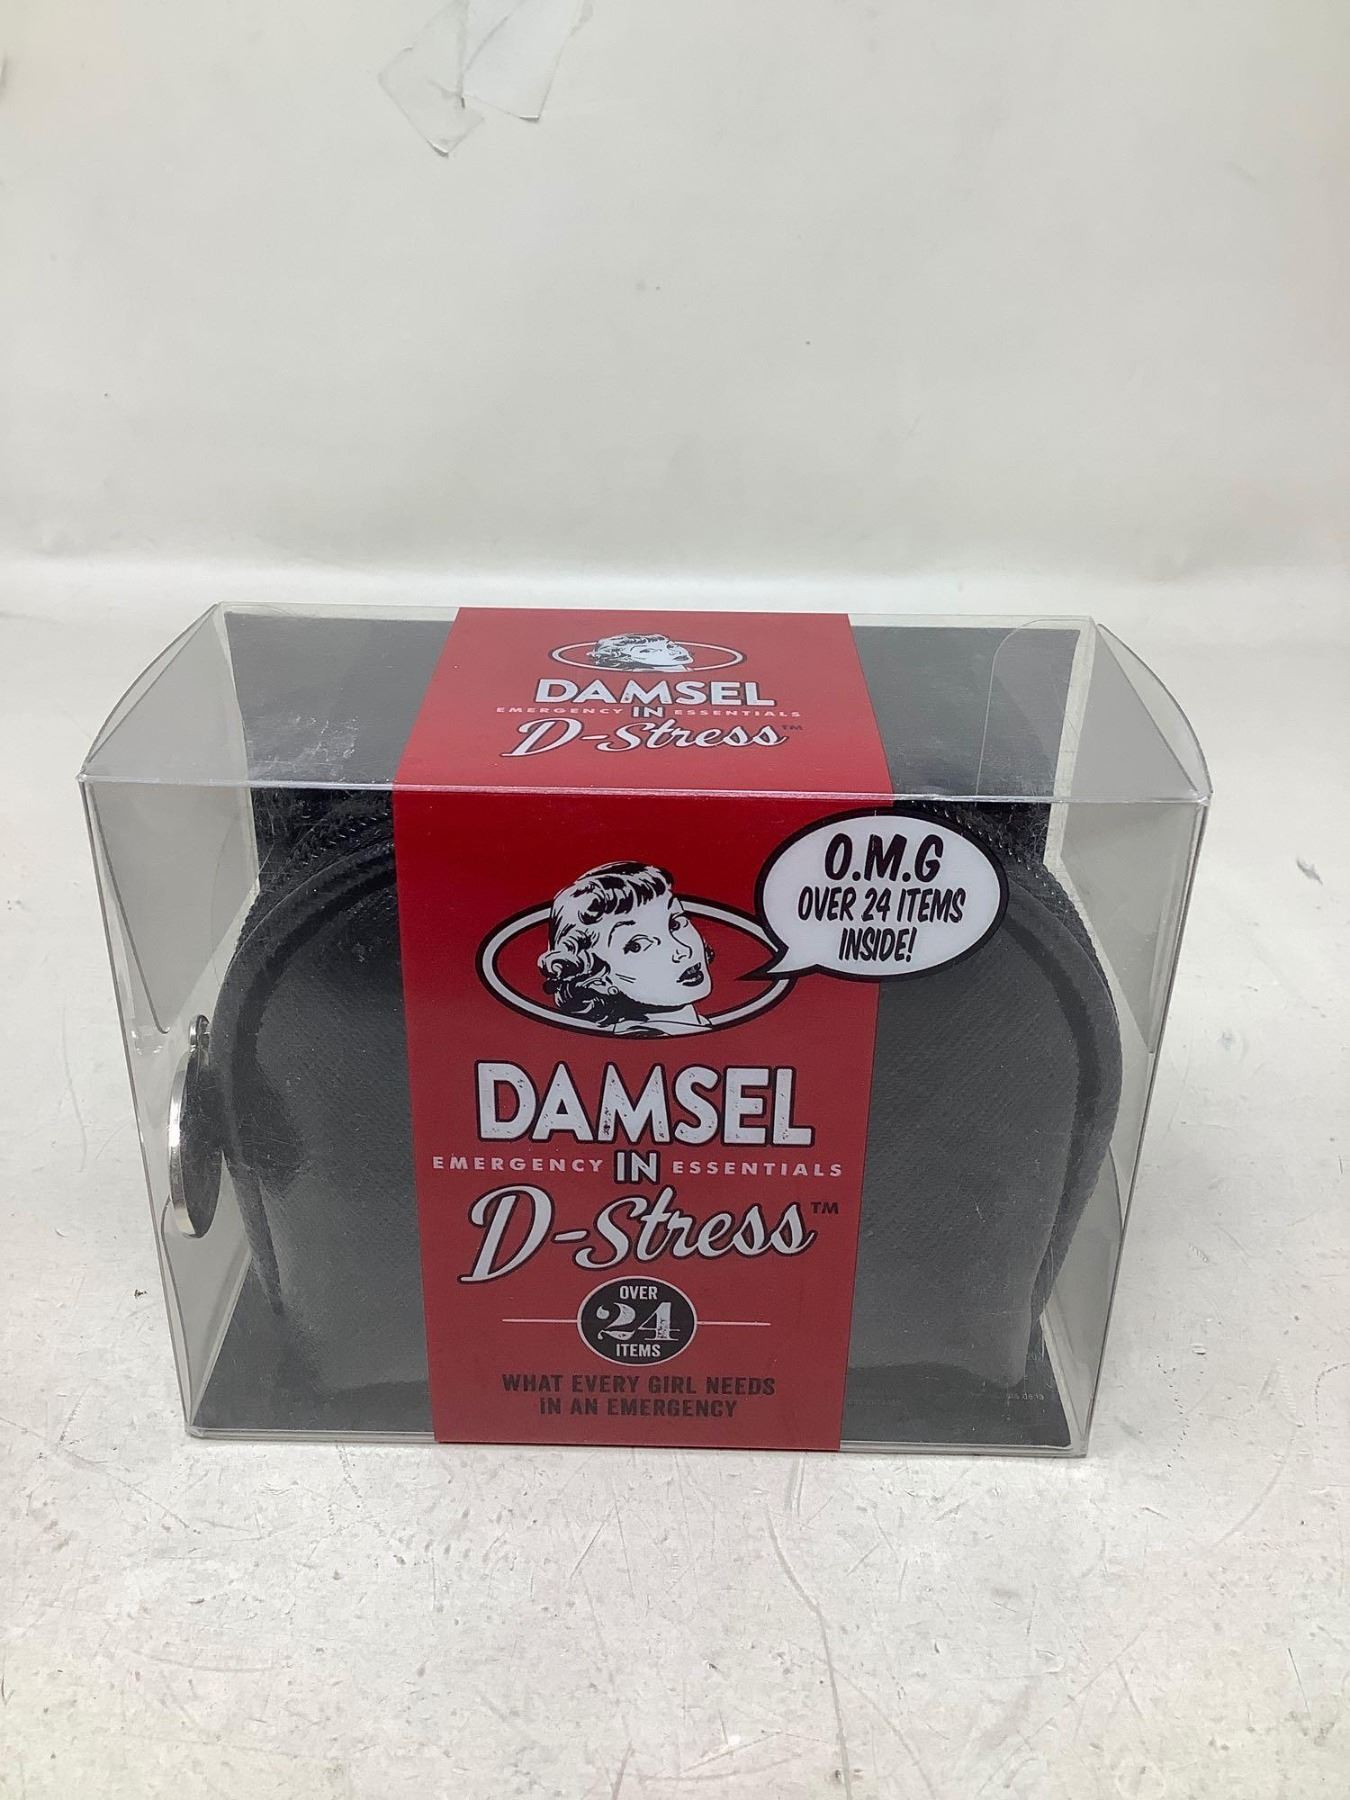 DAMSEL
EMERGENCY IN ESSENTIALS
D-Stress™
O.M.G
OVER 24 ITEMS
INSIDE!
DAMSEL
EMERGENCY IN ESSENTIALS
D-Stress™
OVER
24
ITEMS
WHAT EVERY GIRL NEEDS
IN AN EMERGENCY